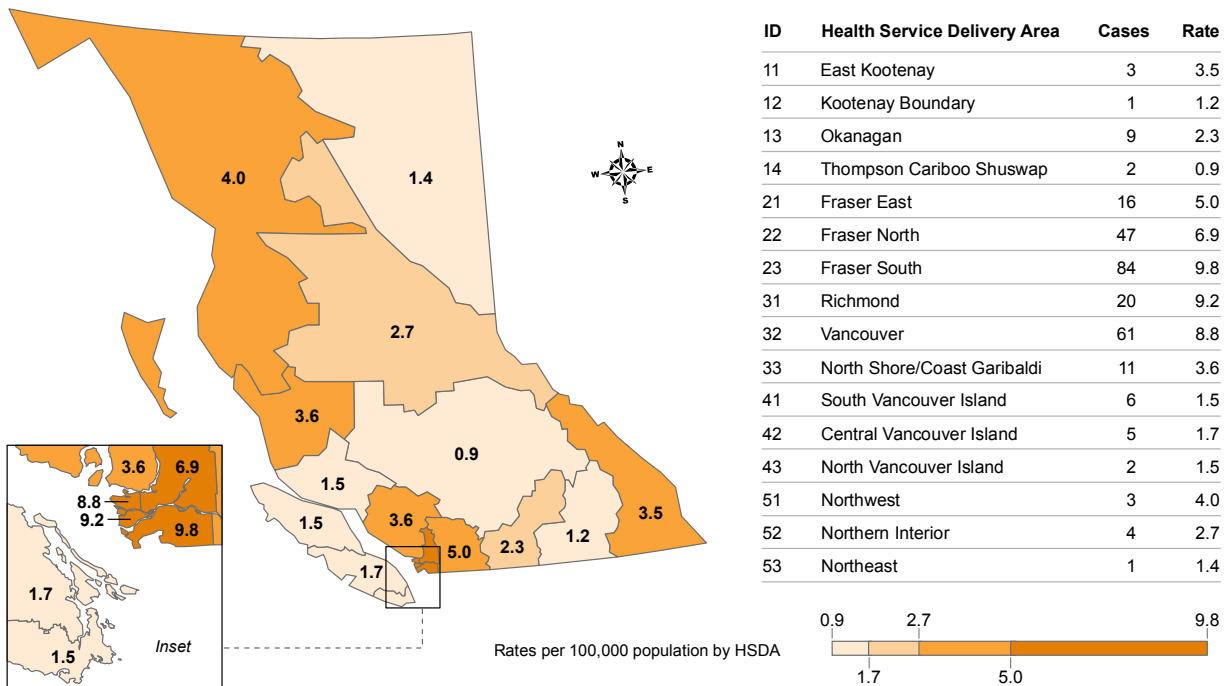 4.0
1.4
2.7
3.6
0.9
1.5
1.5
3.6
5.0
2.3
1.2
3.5
1.7
N
W E
S
3.6 6.9
8.8
9.2
9.8
1.7
1.5
Inset
ID Health Service Delivery Area Cases Rate
11 East Kootenay 3 3.5
12 Kootenay Boundary 1 1.2
13 Okanagan 9 2.3
14 Thompson Cariboo Shuswap 2 0.9
21 Fraser East 16 5.0
22 Fraser North 47 6.9
23 Fraser South 84 9.8
31 Richmond 20 9.2
32 Vancouver 61 8.8
33 North Shore/Coast Garibaldi 11 3.6
41 South Vancouver Island 6 1.5
42 Central Vancouver Island 5 1.7
43 North Vancouver Island 2 1.5
51 Northwest 3 4.0
52 Northern Interior 4 2.7
53 Northeast 1 1.4
Rates per 100,000 population by HSDA
0.9 2.7 9.8
1.7 5.0